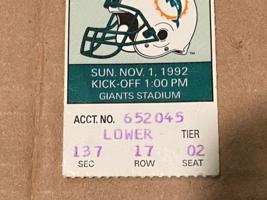 SUN. NOV. 1, 1992
KICK-OFF 1:00 PM
GIANTS STADIUM
ACCT. NO. 652045
LOWER TIER
137 17 02
SEC ROW SEAT